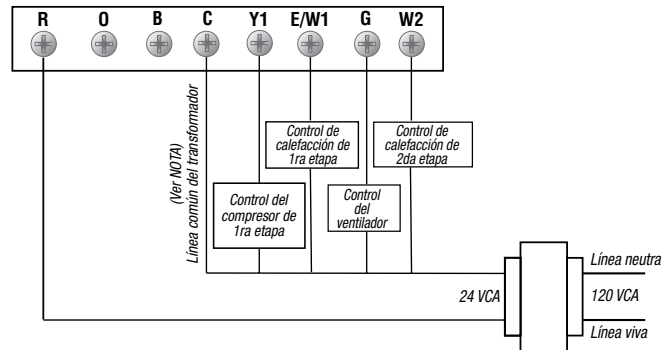 R O B C Y1 E/W1 G W2
(Ver NOTA)
Línea común del transformador
Control del
compresor de
1ra etapa
Control de
calefacción de
1ra etapa
Control
del
ventilador
Control de
calefacción de
2da etapa
24 VCA
120 VCA
Línea neutra
Línea viva